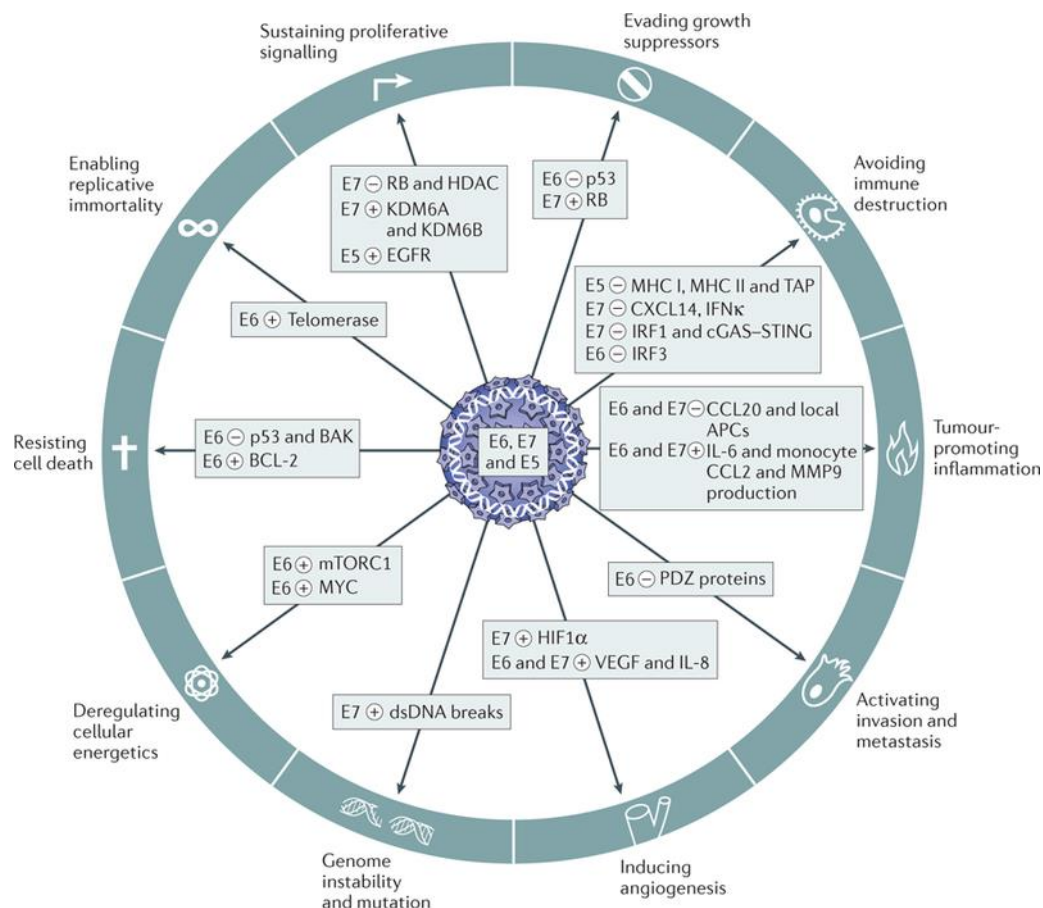 Sustaining proliferative
signalling
Evading growth
suppressors
Enabling
replicative
immortality
Avoiding
immune
destruction
E7 ⊖ RB and HDAC
E7 ⊕ KDM6A
and KDM6B
E5 ⊕ EGFR
E6 ⊖ p53
E7 ⊕ RB
E5 ⊖ MHC I, MHC II and TAP
E7 ⊖ CXCL14, IFNκ
E7 ⊖ IRF1 and cGAS–STING
E6 ⊖ IRF3
E6 ⊕ Telomerase
Resisting
cell death
E6 ⊖ p53 and BAK
E6 ⊕ BCL-2
E6, E7
and E5
E6 and E7 ⊖ CCL20 and local
APCs
E6 and E7 ⊕ IL-6 and monocyte
CCL2 and MMP9
production
Tumour-
promoting
inflammation
E6 ⊕ mTORC1
E6 ⊕ MYC
E6 ⊖ PDZ proteins
E7 ⊕ HIF1α
E6 and E7 ⊕ VEGF and IL-8
E7 ⊕ dsDNA breaks
Deregulating
cellular
energetics
Activating
invasion and
metastasis
Genome
instability
and mutation
Inducing
angiogenesis